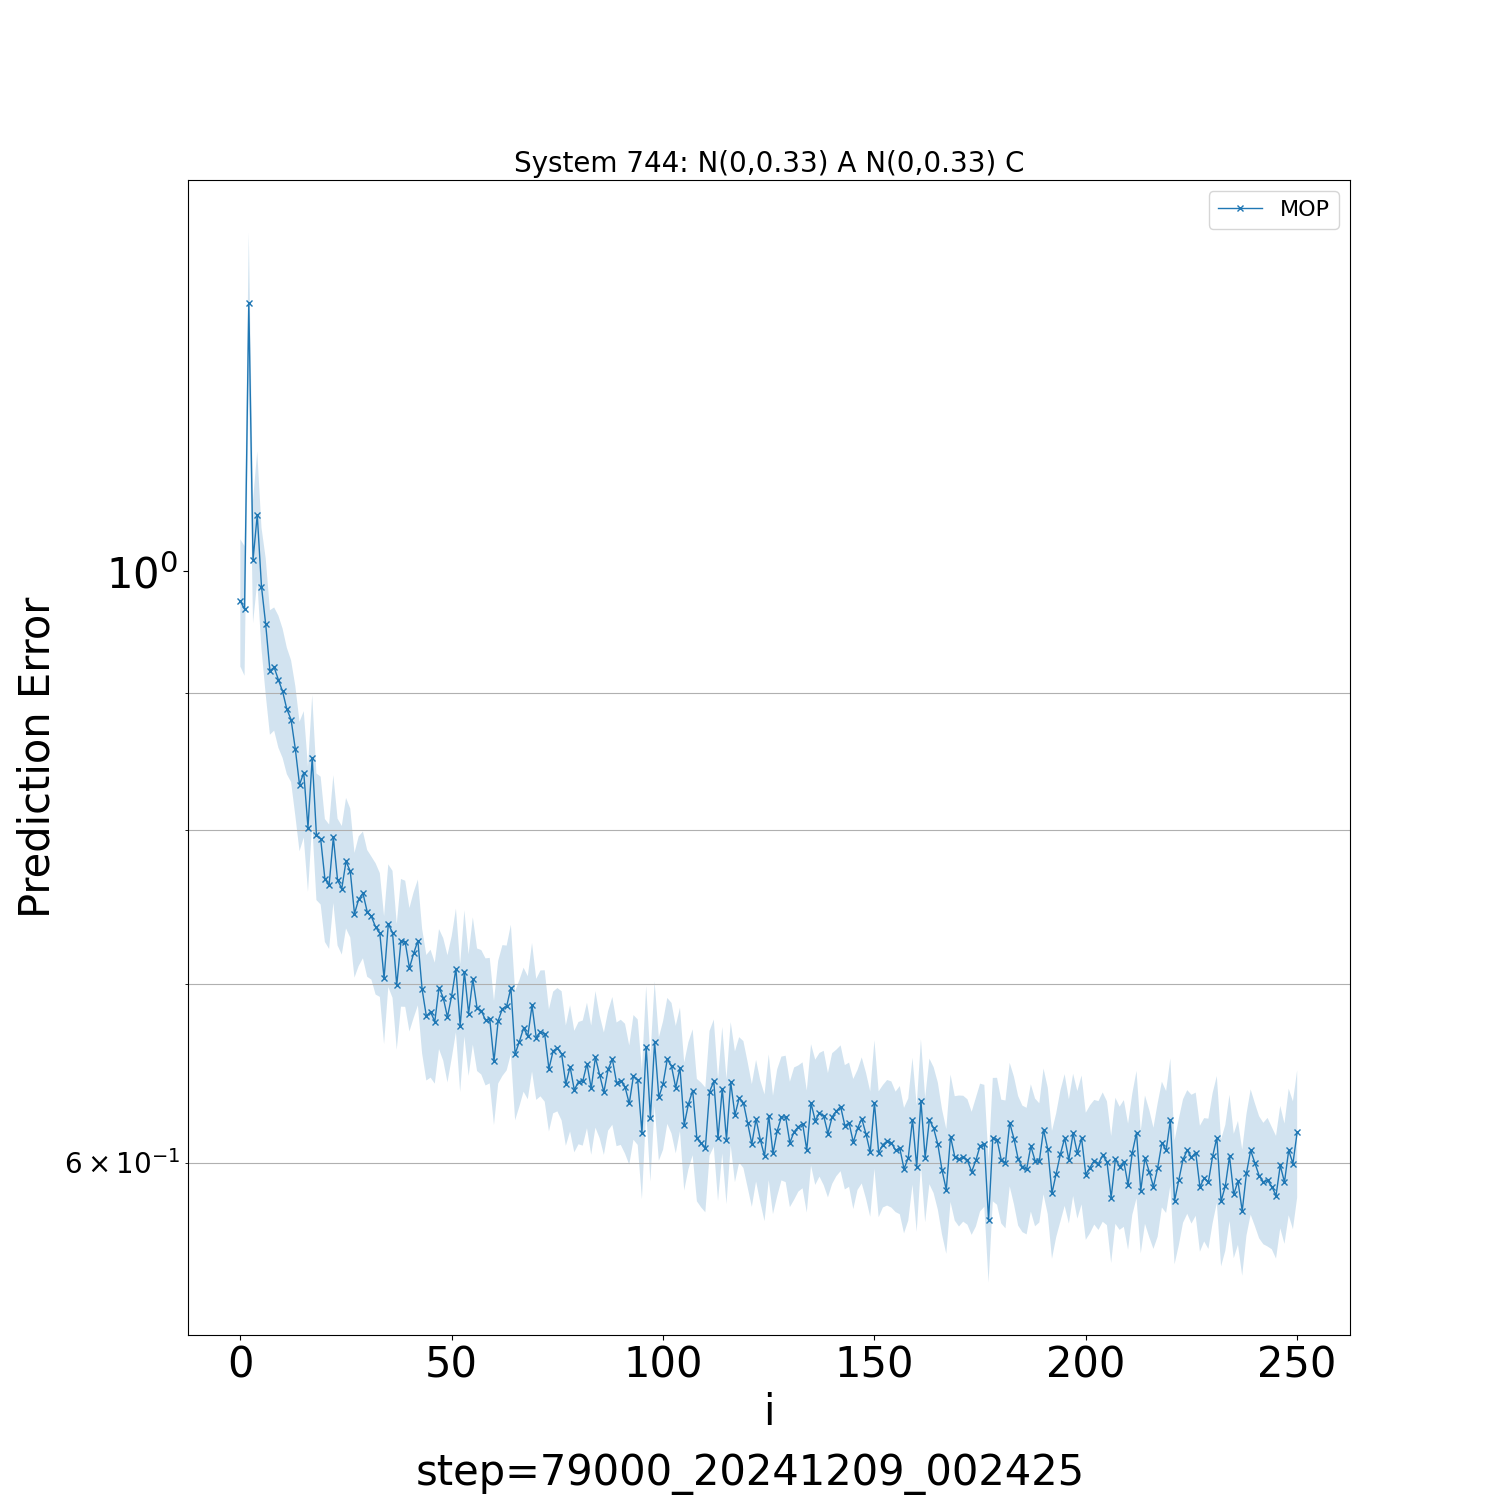 System 744: N(0,0.33) A N(0,0.33) C
MOP
Prediction Error
10⁰
6 × 10⁻¹
0 50 100 150 200 250
i
step=79000_20241209_002425